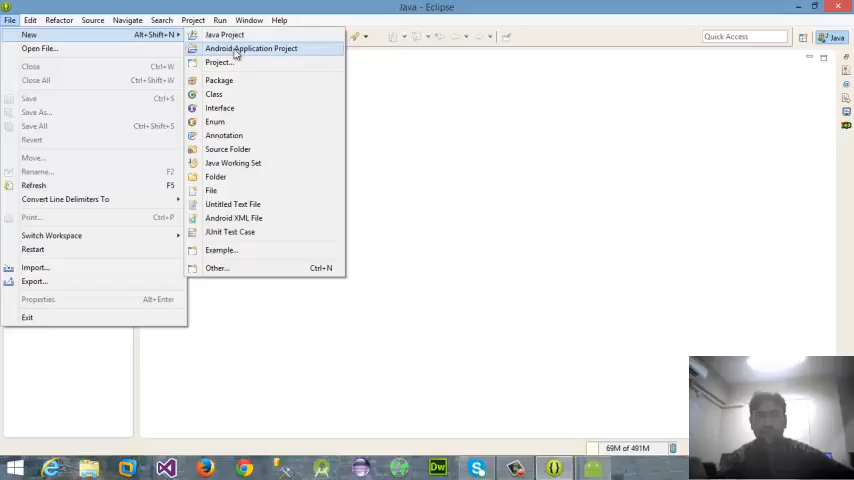 Java - Eclipse
File Edit Refactor Source Navigate Search Project Run Window Help
New Alt+Shift+N
Open File...
Close Ctrl+W
Close All Ctrl+Shift+W
Save Ctrl+S
Save As...
Save All Ctrl+Shift+S
Revert
Move...
Rename... F2
Refresh F5
Convert Line Delimiters To
Print... Ctrl+P
Switch Workspace
Restart
Import...
Export...
Properties Alt+Enter
Exit
Java Project
Android Application Project
Project...
Package
Class
Interface
Enum
Annotation
Source Folder
Java Working Set
Folder
File
Untitled Text File
Android XML File
JUnit Test Case
Example...
Other... Ctrl+N
Quick Access
Java
69M of 491M
Dw